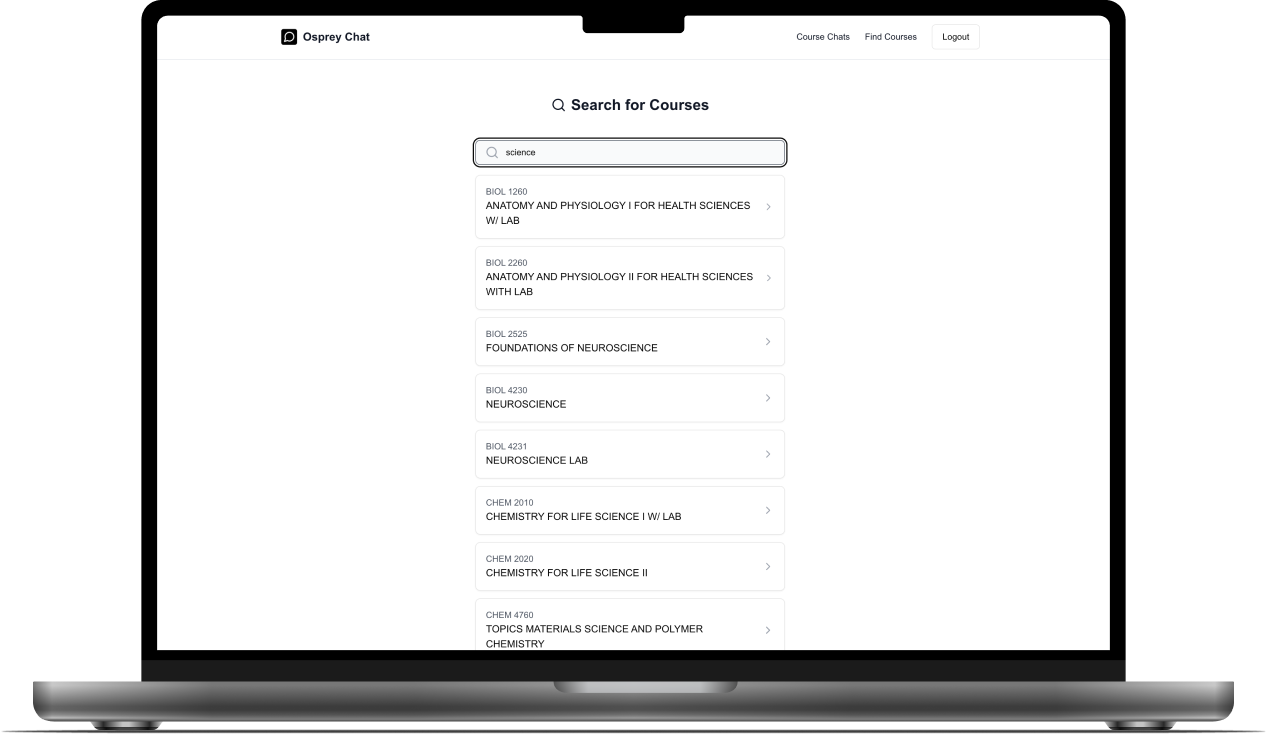 Osprey Chat
Course Chats Find Courses Logout
Search for Courses
science
BIOL 1260
ANATOMY AND PHYSIOLOGY I FOR HEALTH SCIENCES
W/ LAB
BIOL 2260
ANATOMY AND PHYSIOLOGY II FOR HEALTH SCIENCES
WITH LAB
BIOL 2525
FOUNDATIONS OF NEUROSCIENCE
BIOL 4230
NEUROSCIENCE
BIOL 4231
NEUROSCIENCE LAB
CHEM 2010
CHEMISTRY FOR LIFE SCIENCE I W/ LAB
CHEM 2020
CHEMISTRY FOR LIFE SCIENCE II
CHEM 4760
TOPICS MATERIALS SCIENCE AND POLYMER
CHEMISTRY